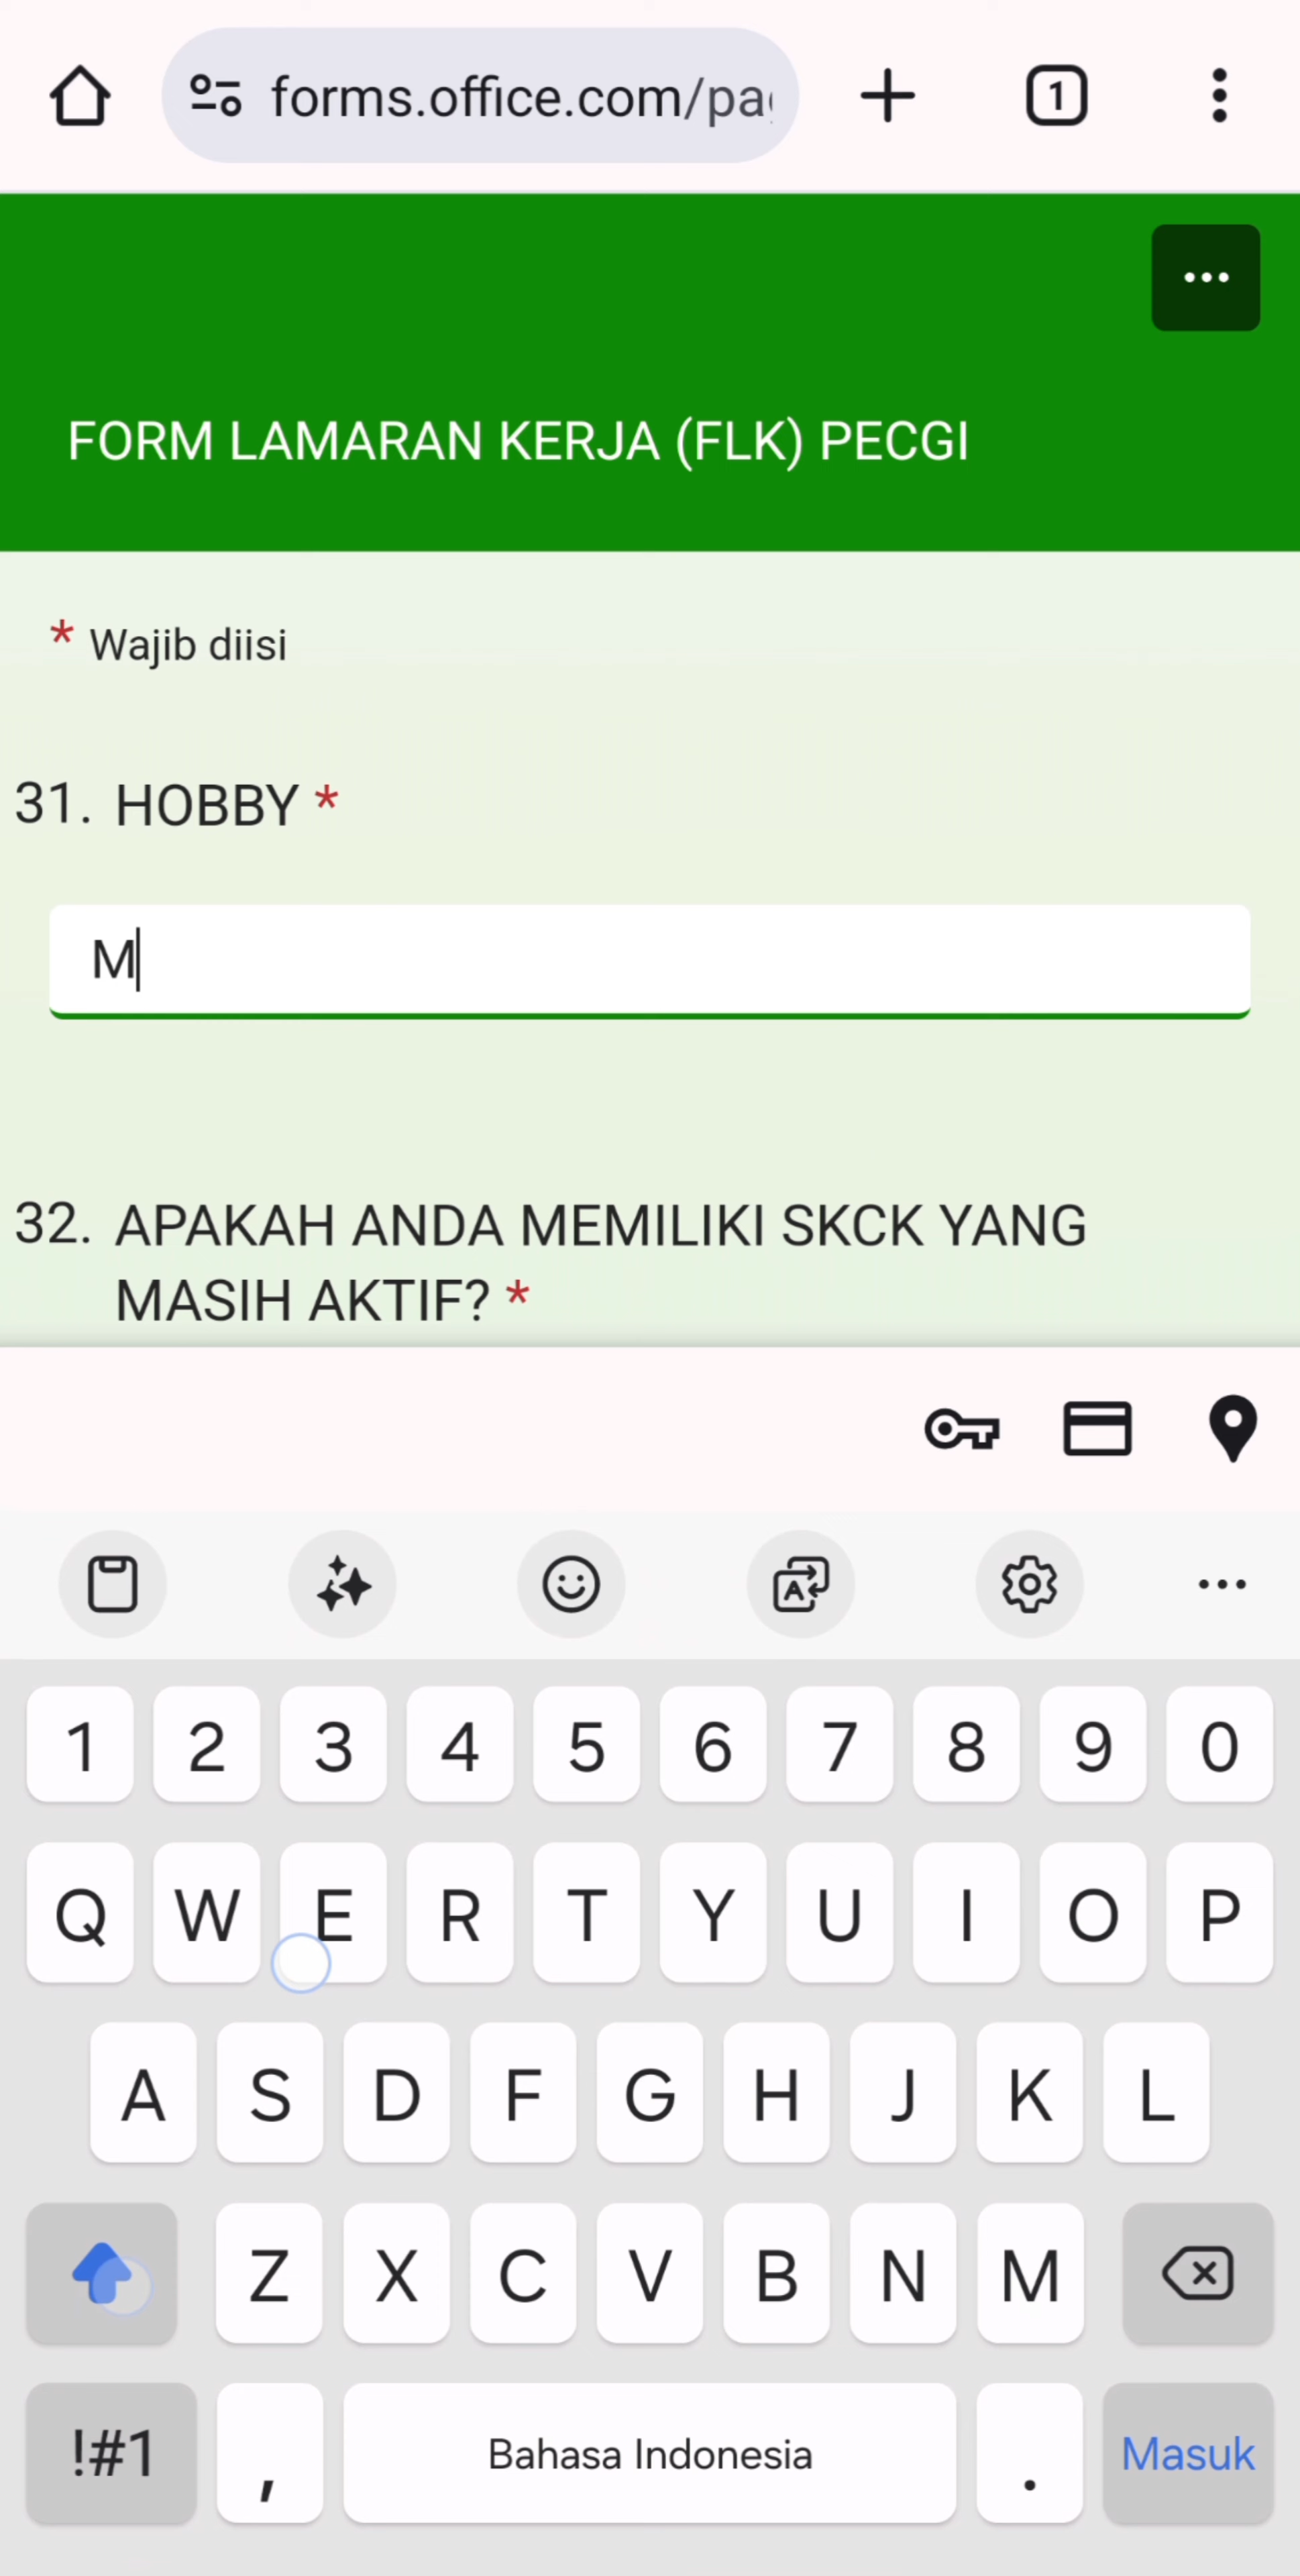 forms.office.com/pa
1
FORM LAMARAN KERJA (FLK) PECGI
* Wajib diisi
31. HOBBY *
M
32. APAKAH ANDA MEMILIKI SKCK YANG
MASIH AKTIF? *
1 2 3 4 5 6 7 8 9 0
Q W E R T Y U I O P
A S D F G H J K L
Z X C V B N M
!#1 , Bahasa Indonesia . Masuk